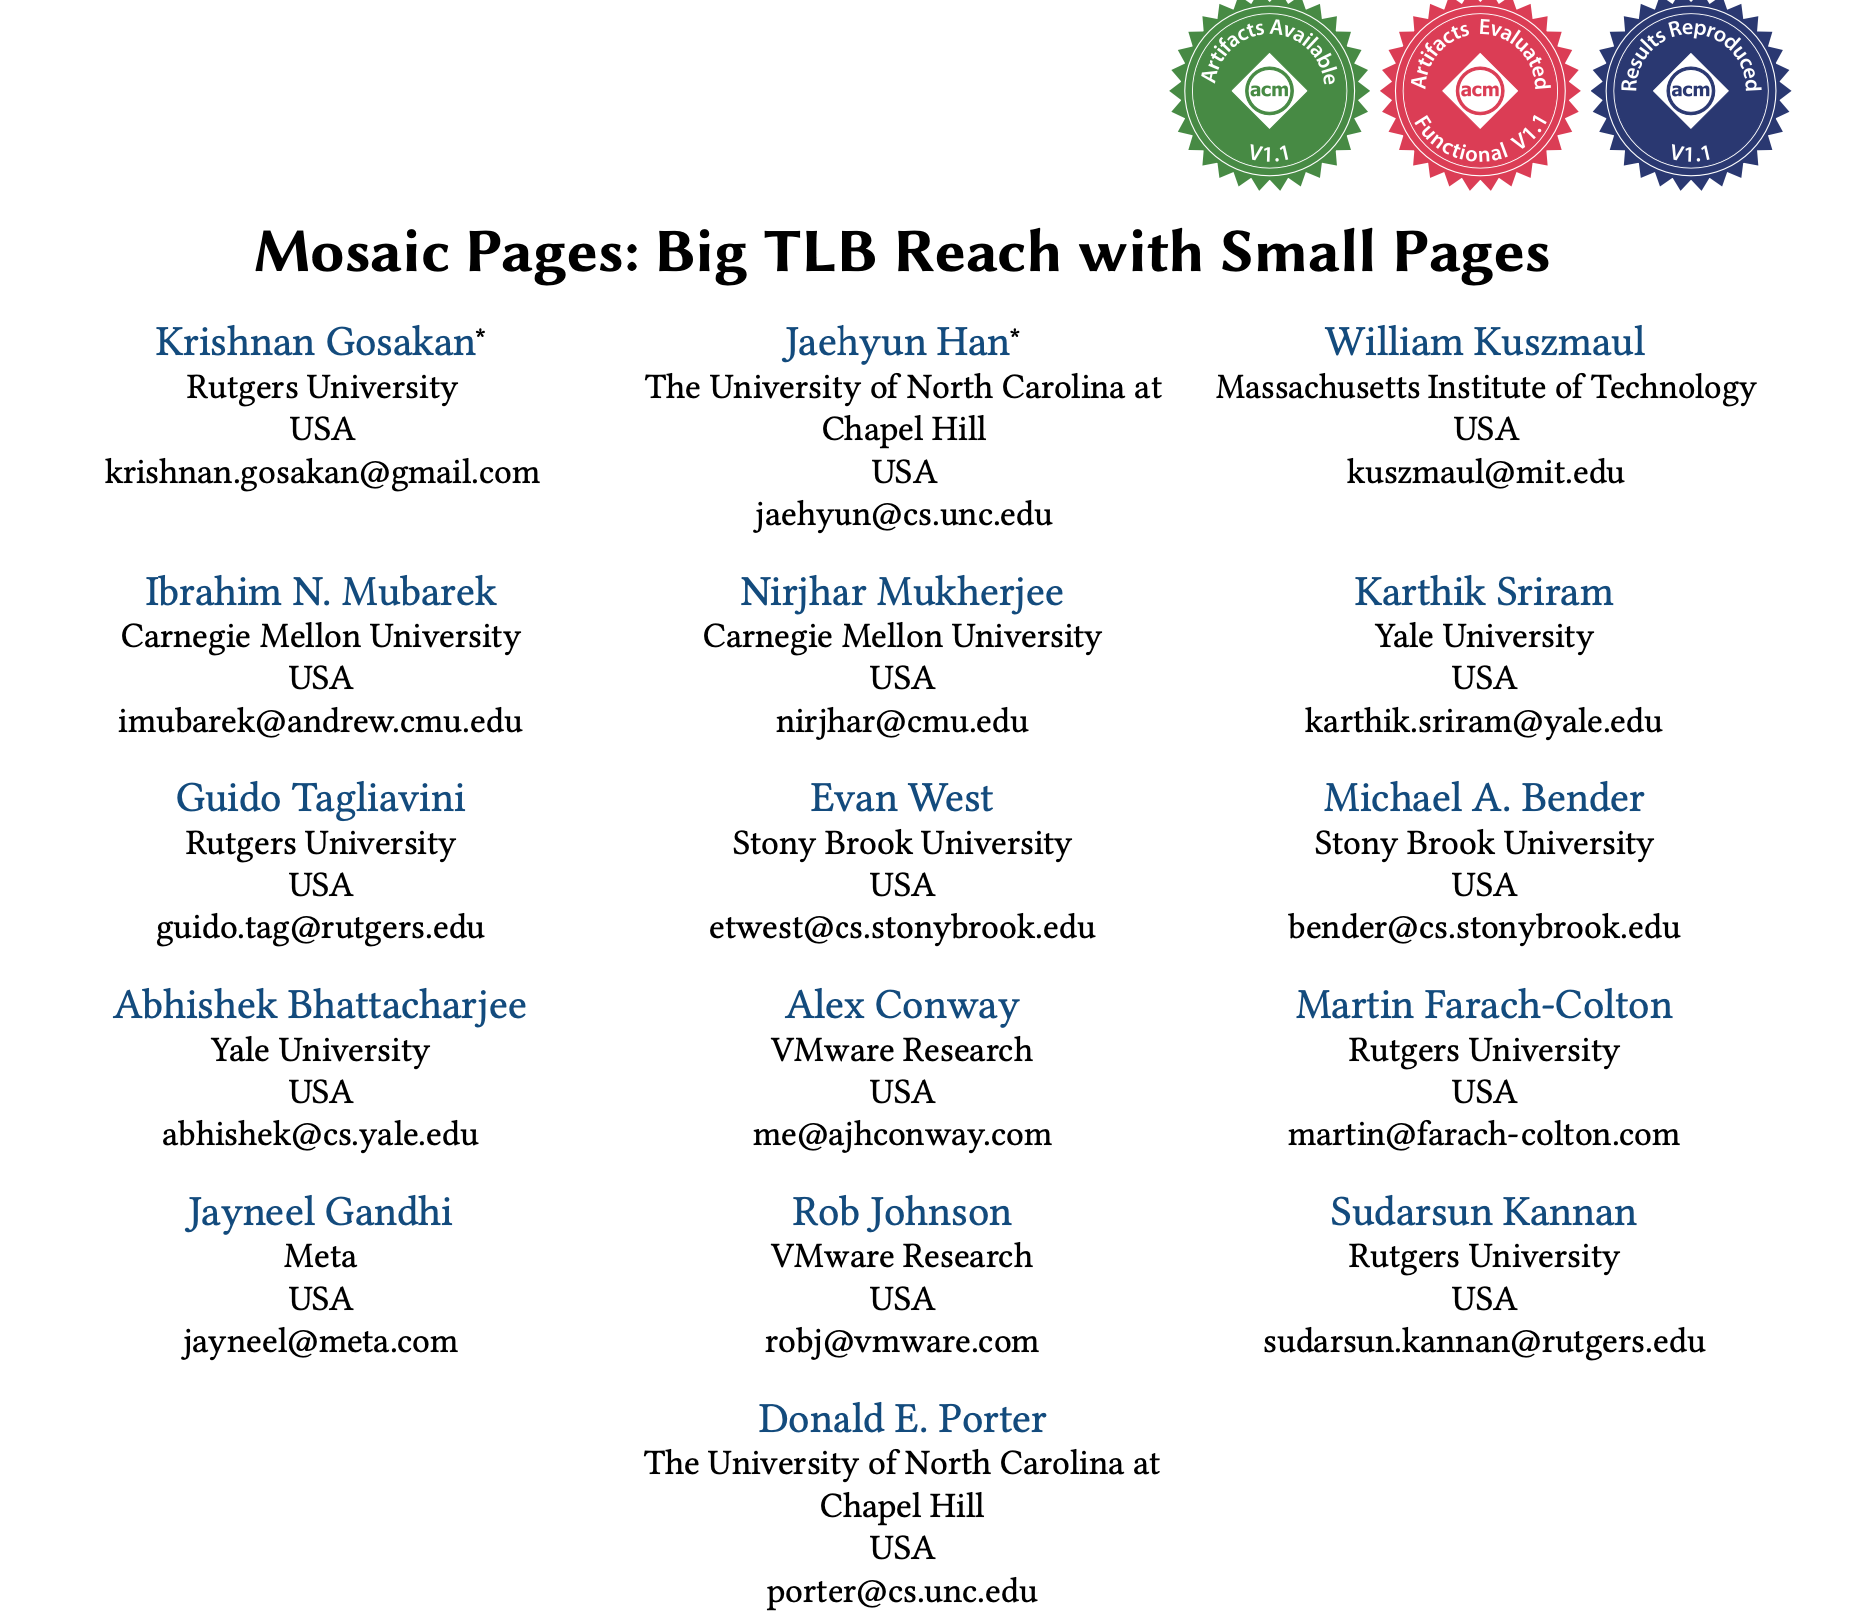 Artifacts Available
acm
V1.1
Artifacts Evaluated
acm
Functional V1.1
Results Reproduced
acm
V1.1
Mosaic Pages: Big TLB Reach with Small Pages
Krishnan Gosakan*
Rutgers University
USA
krishnan.gosakan@gmail.com
Jaehyun Han*
The University of North Carolina at
Chapel Hill
USA
jaehyun@cs.unc.edu
William Kuszmaul
Massachusetts Institute of Technology
USA
kuszmaul@mit.edu
Ibrahim N. Mubarek
Carnegie Mellon University
USA
imubarek@andrew.cmu.edu
Nirjhar Mukherjee
Carnegie Mellon University
USA
nirjhar@cmu.edu
Karthik Sriram
Yale University
USA
karthik.sriram@yale.edu
Guido Tagliavini
Rutgers University
USA
guido.tag@rutgers.edu
Evan West
Stony Brook University
USA
etwest@cs.stonybrook.edu
Michael A. Bender
Stony Brook University
USA
bender@cs.stonybrook.edu
Abhishek Bhattacharjee
Yale University
USA
abhishek@cs.yale.edu
Alex Conway
VMware Research
USA
me@ajhconway.com
Martin Farach-Colton
Rutgers University
USA
martin@farach-colton.com
Jayneel Gandhi
Meta
USA
jayneel@meta.com
Rob Johnson
VMware Research
USA
robj@vmware.com
Sudarsun Kannan
Rutgers University
USA
sudarsun.kannan@rutgers.edu
Donald E. Porter
The University of North Carolina at
Chapel Hill
USA
porter@cs.unc.edu